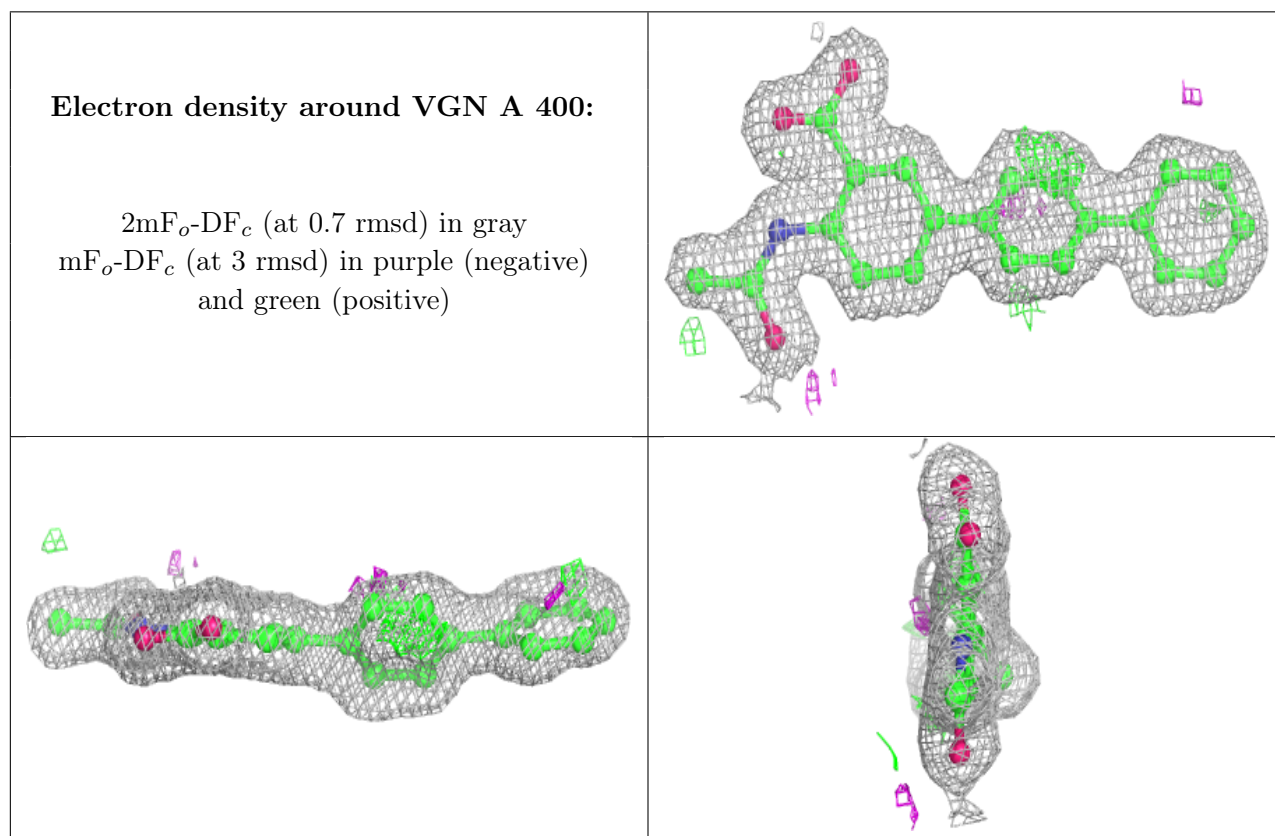 Electron density around VGN A 400:
2mFo-DFc (at 0.7 rmsd) in gray
mFo-DFc (at 3 rmsd) in purple (negative)
and green (positive)